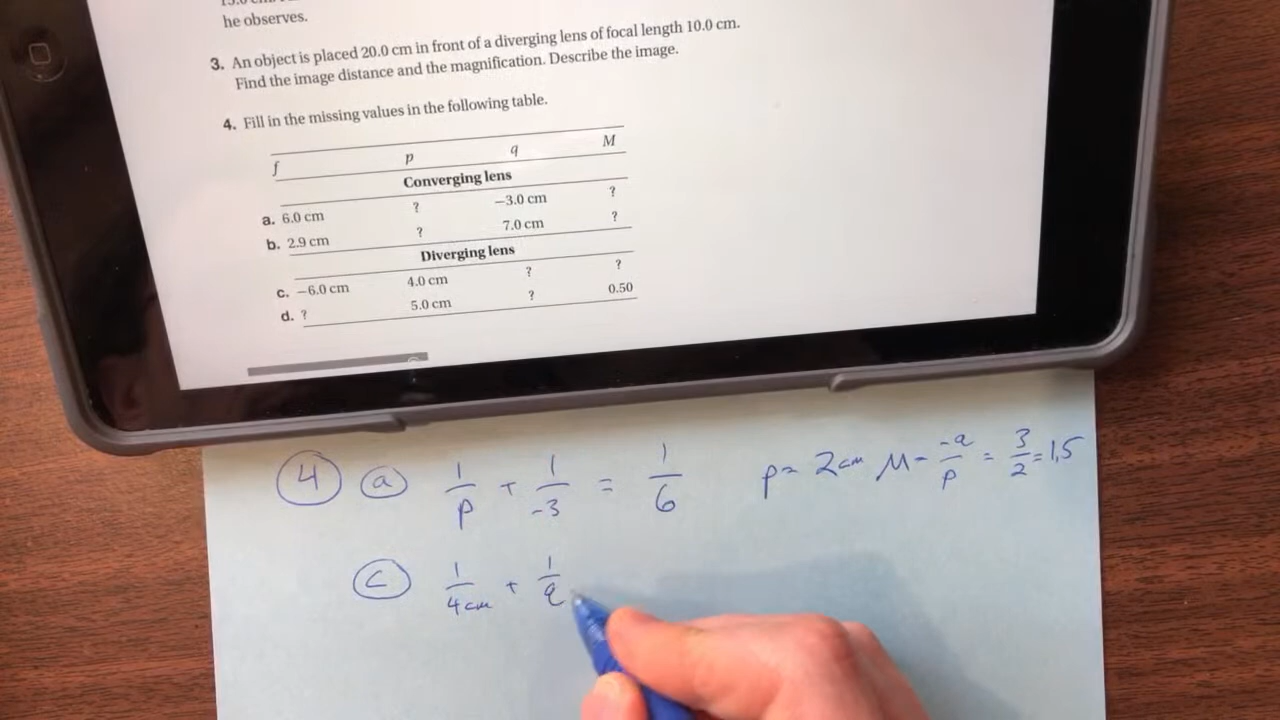 he observes.
3. An object is placed 20.0 cm in front of a diverging lens of focal length 10.0 cm.
Find the image distance and the magnification. Describe the image.
4. Fill in the missing values in the following table.
f p q M
Converging lens
a. 6.0 cm ? −3.0 cm ?
b. 2.9 cm ? 7.0 cm ?
Diverging lens
c. −6.0 cm 4.0 cm ? ?
d. ? 5.0 cm ? 0.50
4 a 1/p + 1/-3 = 1/6 p = 2cm M = -q/p = 3/2 = 1,5
c 1/4cm + 1/q